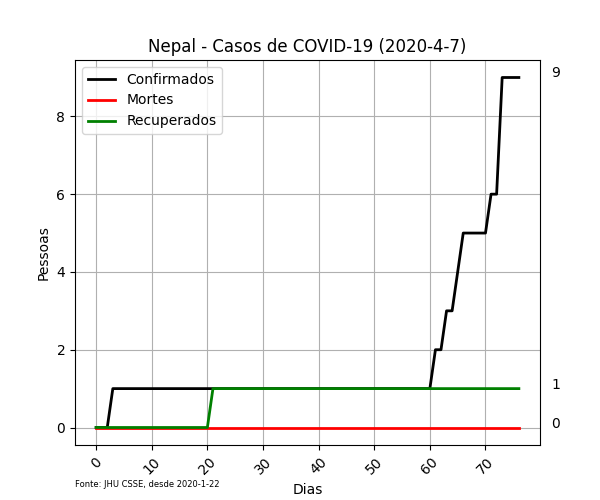 Nepal - Casos de COVID-19 (2020-4-7)
Confirmados
Mortes
Recuperados
Pessoas
8
6
4
2
0
9
1
0
0 10 20 30 40 50 60 70
Dias
Fonte: JHU CSSE, desde 2020-1-22